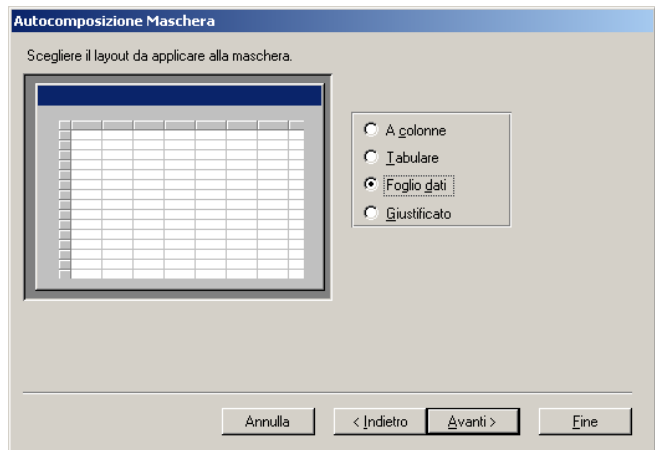 Autocomposizione Maschera
Scegliere il layout da applicare alla maschera.
A colonne
Tabulare
Foglio dati
Giustificato
Annulla
< Indietro
Avanti >
Fine